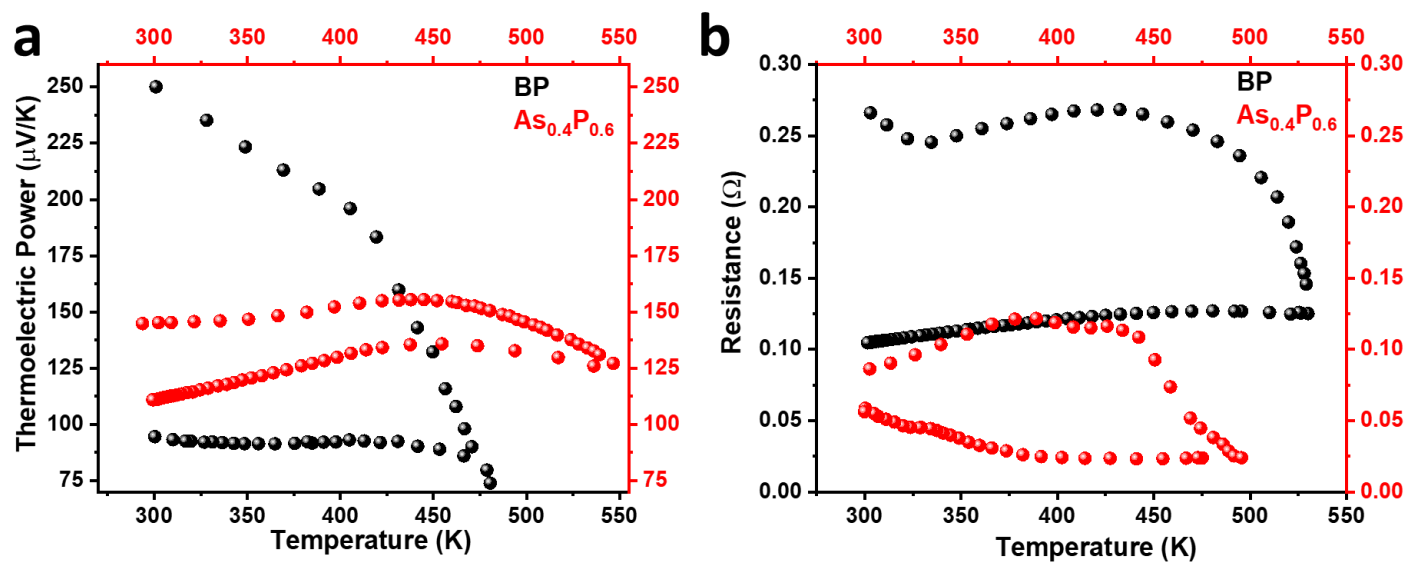 a
300 350 400 450 500 550
250
225
200
175
150
125
100
75
Thermoelectric Power (μV/K)
BP
As0.4P0.6
250
225
200
175
150
125
100
75
300 350 400 450 500 550
Temperature (K)
b
300 350 400 450 500 550
0.30
0.25
0.20
0.15
0.10
0.05
0.00
Resistance (Ω)
BP
As0.4P0.6
0.30
0.25
0.20
0.15
0.10
0.05
0.00
300 350 400 450 500 550
Temperature (K)